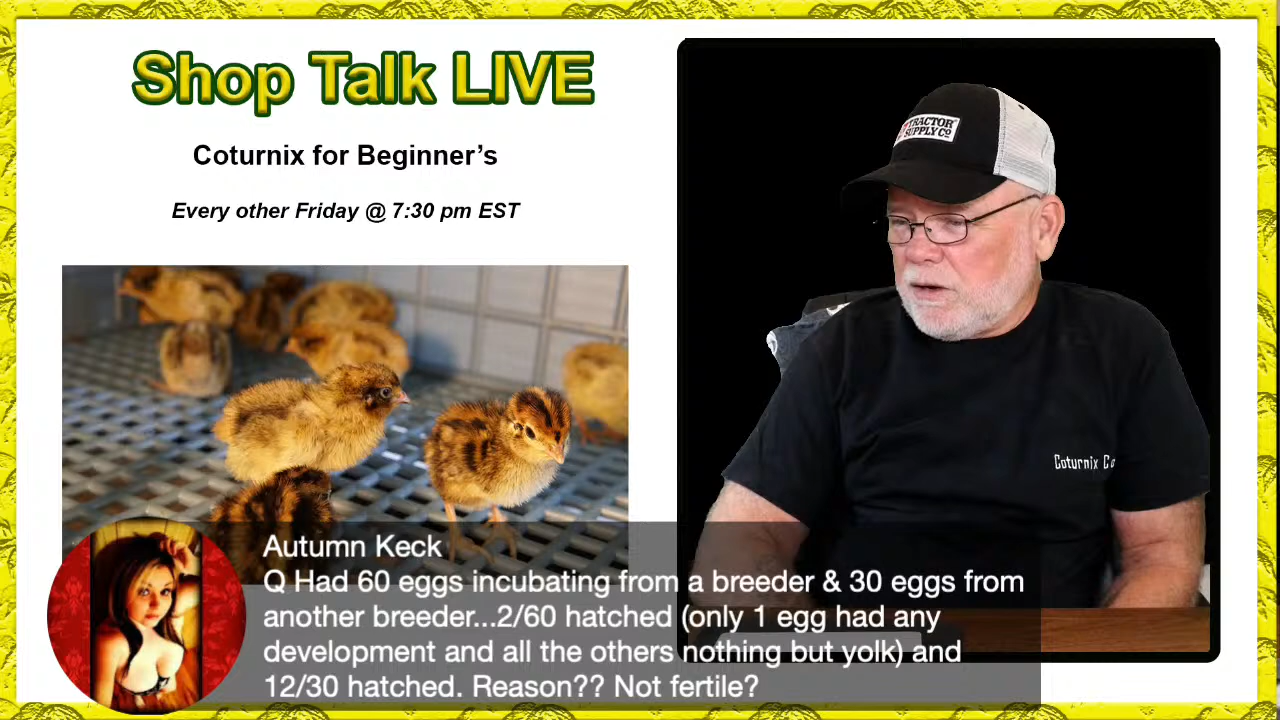 Shop Talk LIVE
Coturnix for Beginner's
Every other Friday @ 7:30 pm EST
TRACTOR
SUPPLY CO
Coturnix Co
Autumn Keck
Q Had 60 eggs incubating from a breeder & 30 eggs from
another breeder...2/60 hatched (only 1 egg had any
development and all the others nothing but yolk) and
12/30 hatched. Reason?? Not fertile?